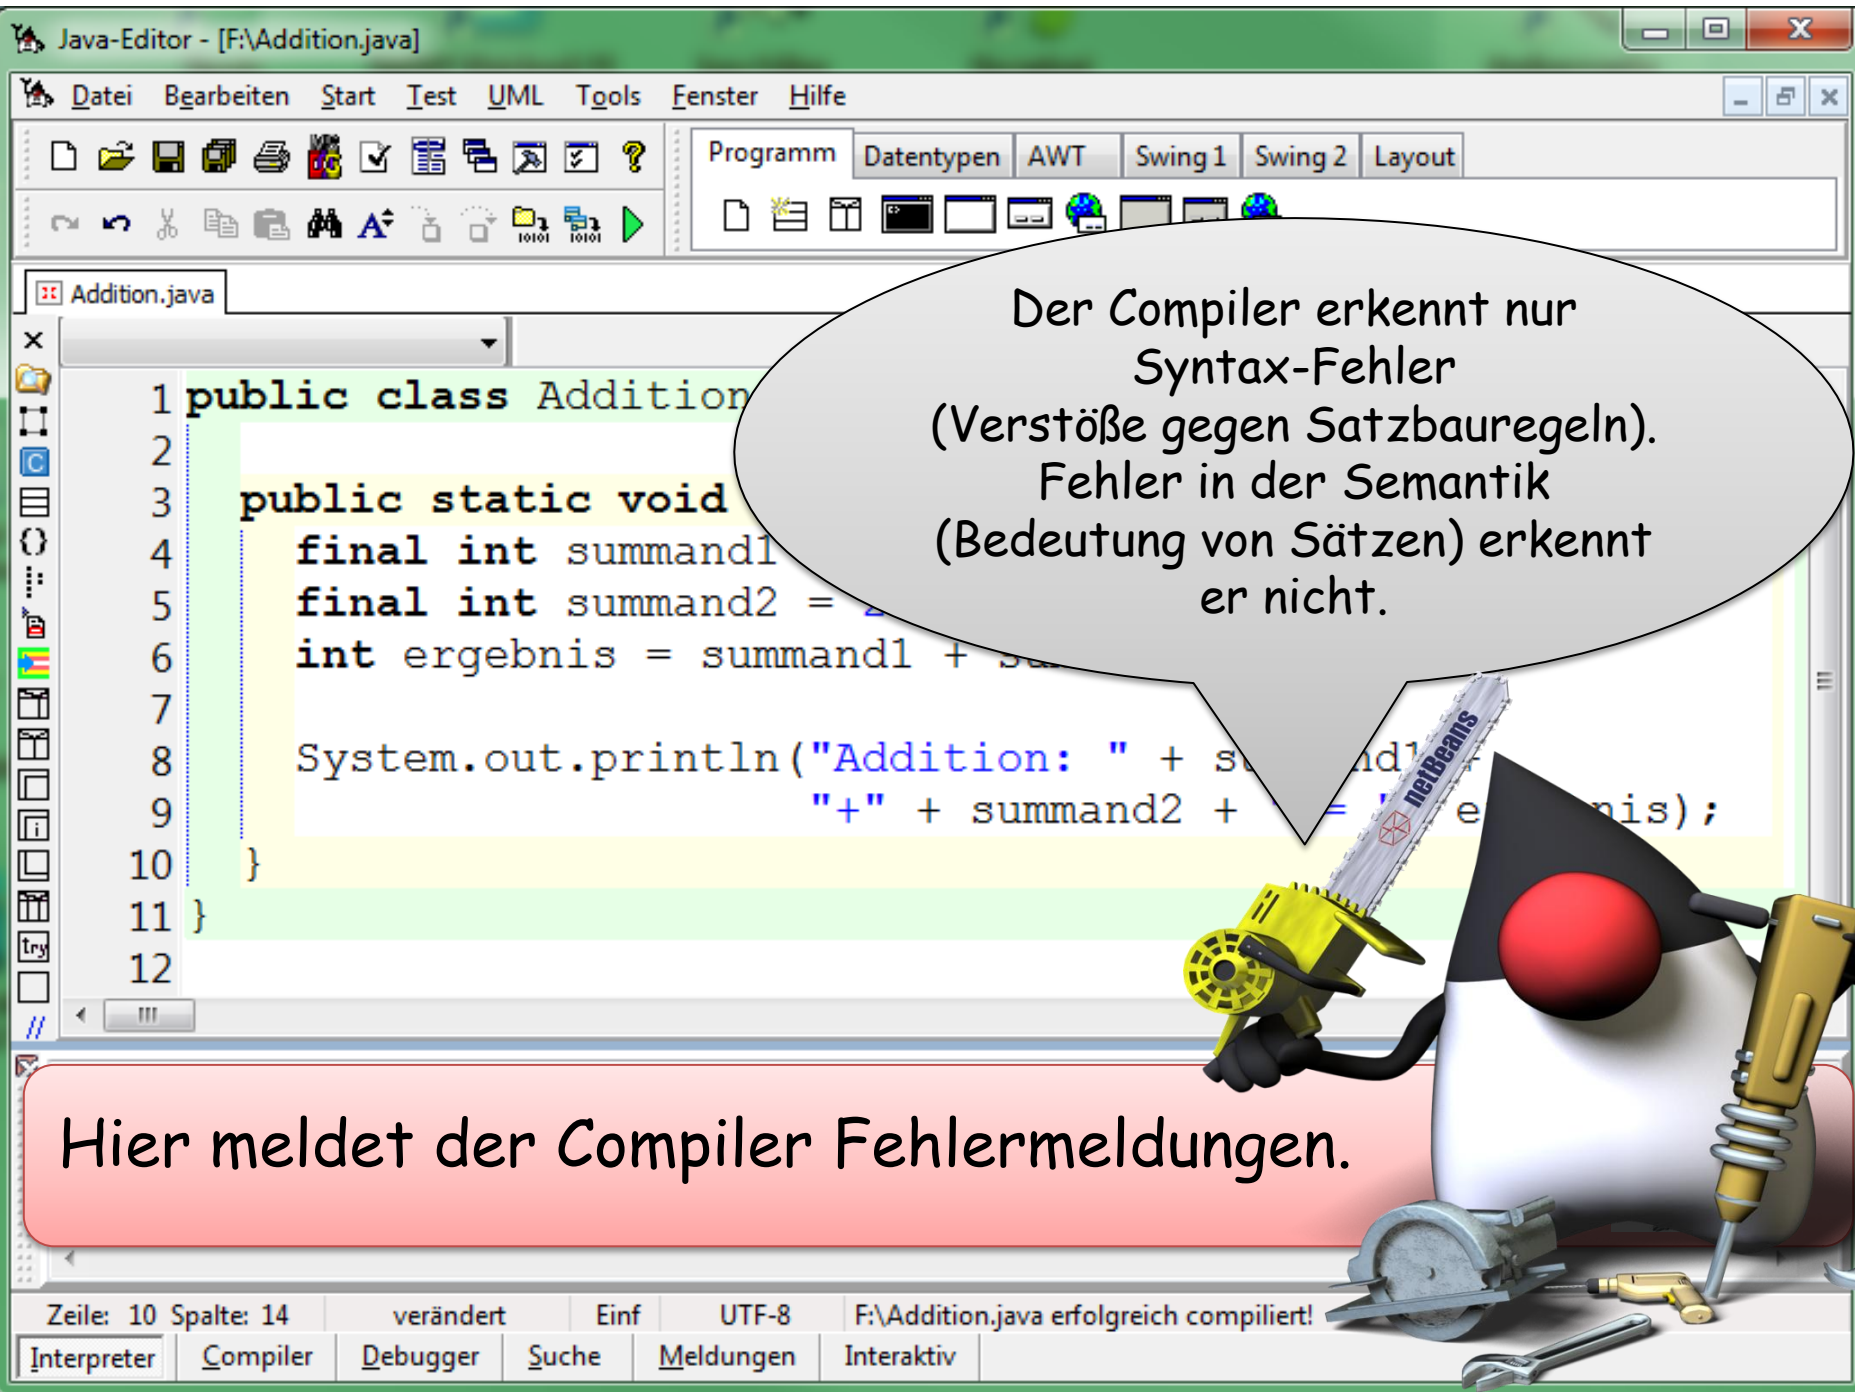 Java-Editor - [F:\Addition.java]
Datei Bearbeiten Start Test UML Tools Fenster Hilfe
Programm Datentypen AWT Swing 1 Swing 2 Layout
Addition.java
Der Compiler erkennt nur
Syntax-Fehler
(Verstöße gegen Satzbauregeln).
Fehler in der Semantik
(Bedeutung von Sätzen) erkennt
er nicht.
1 public class Addition
2
3 public static void
4 final int summand1
5 final int summand2 =
6 int ergebnis = summand1 +
7
8 System.out.println("Addition: " +
9 "+" + summand2 +
10 }
11 }
12
netBeans
try
//
Hier meldet der Compiler Fehlermeldungen.
Zeile: 10 Spalte: 14 verändert Einf UTF-8 F:\Addition.java erfolgreich compiliert!
Interpreter Compiler Debugger Suche Meldungen Interaktiv